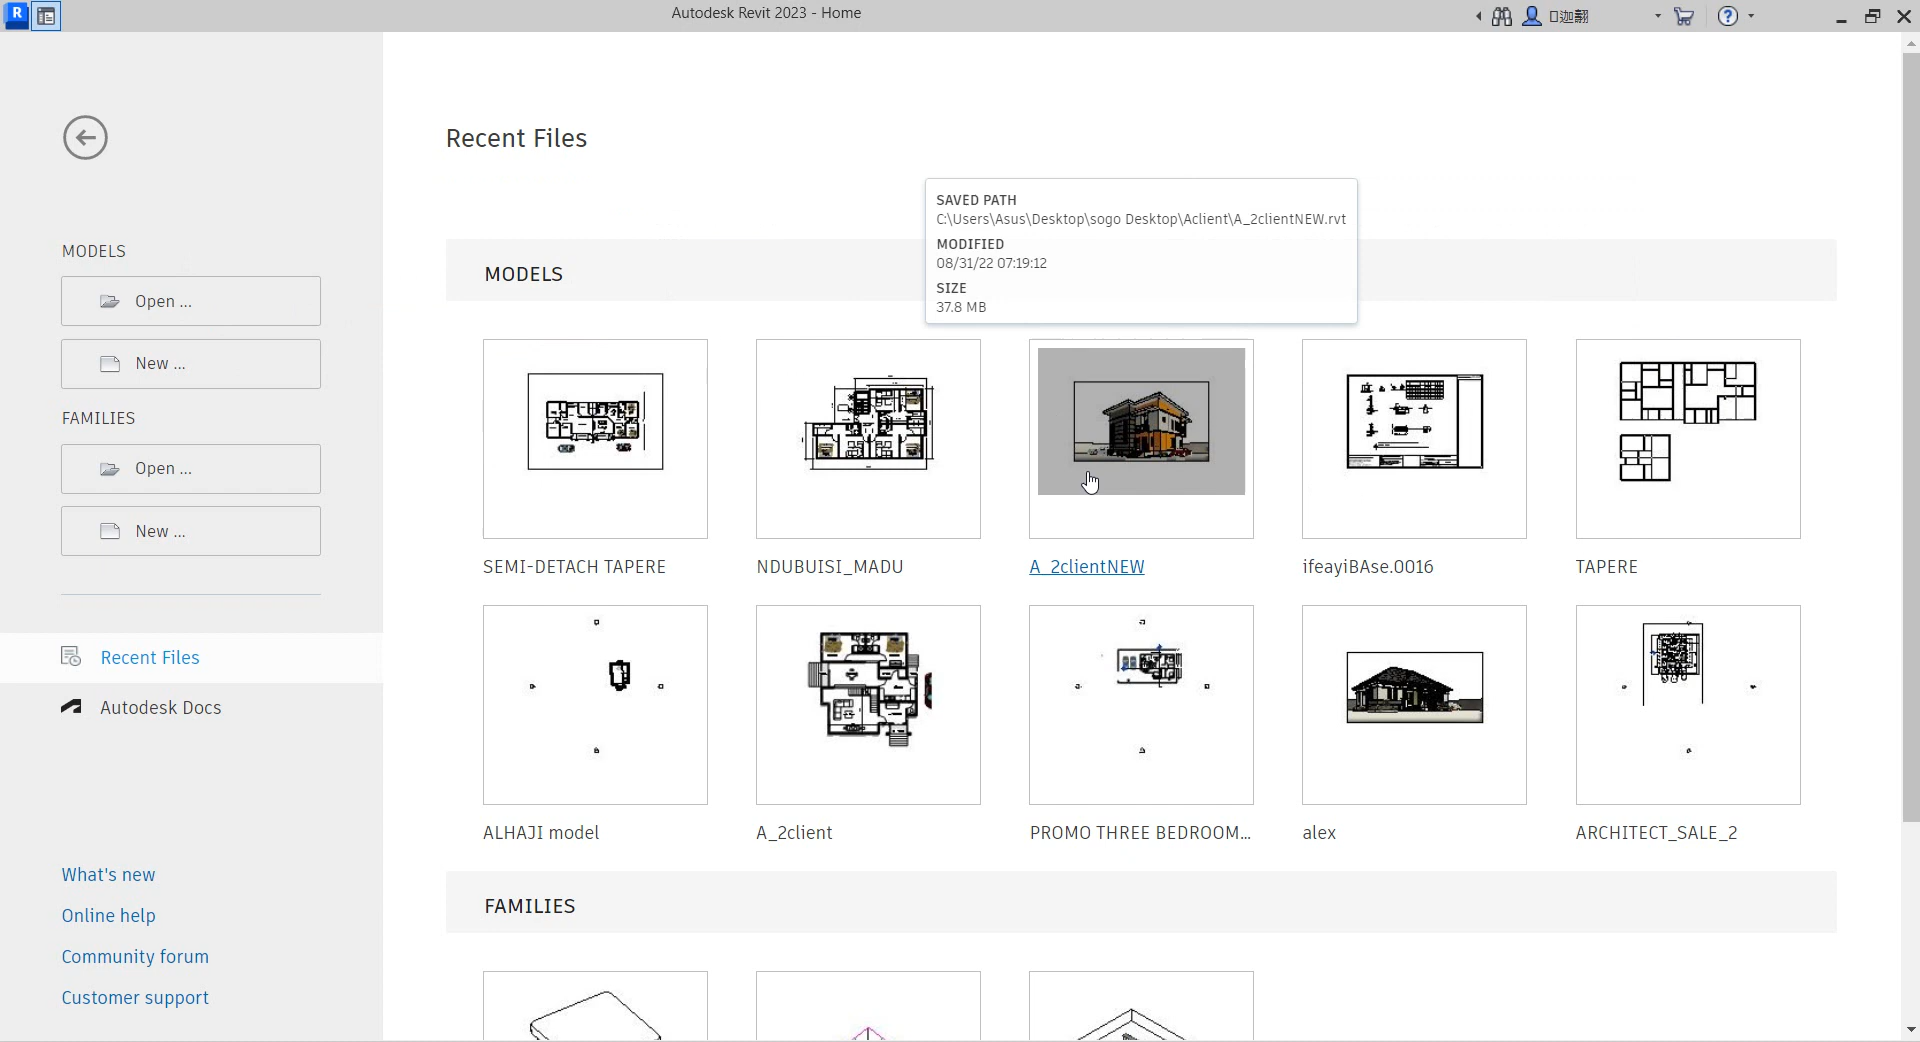 R
Autodesk Revit 2023 - Home
?
Recent Files
SAVED PATH
C:\Users\Asus\Desktop\sogo Desktop\Aclient\A_2clientNEW.rvt
MODIFIED
08/31/22 07:19:12
SIZE
37.8 MB
MODELS
Open ...
New ...
FAMILIES
Open ...
New ...
Recent Files
Autodesk Docs
What's new
Online help
Community forum
Customer support
MODELS
SEMI-DETACH TAPERE
NDUBUISI_MADU
A_2clientNEW
ifeayiBAse.0016
TAPERE
ALHAJI model
A_2client
PROMO THREE BEDROOM...
alex
ARCHITECT_SALE_2
FAMILIES